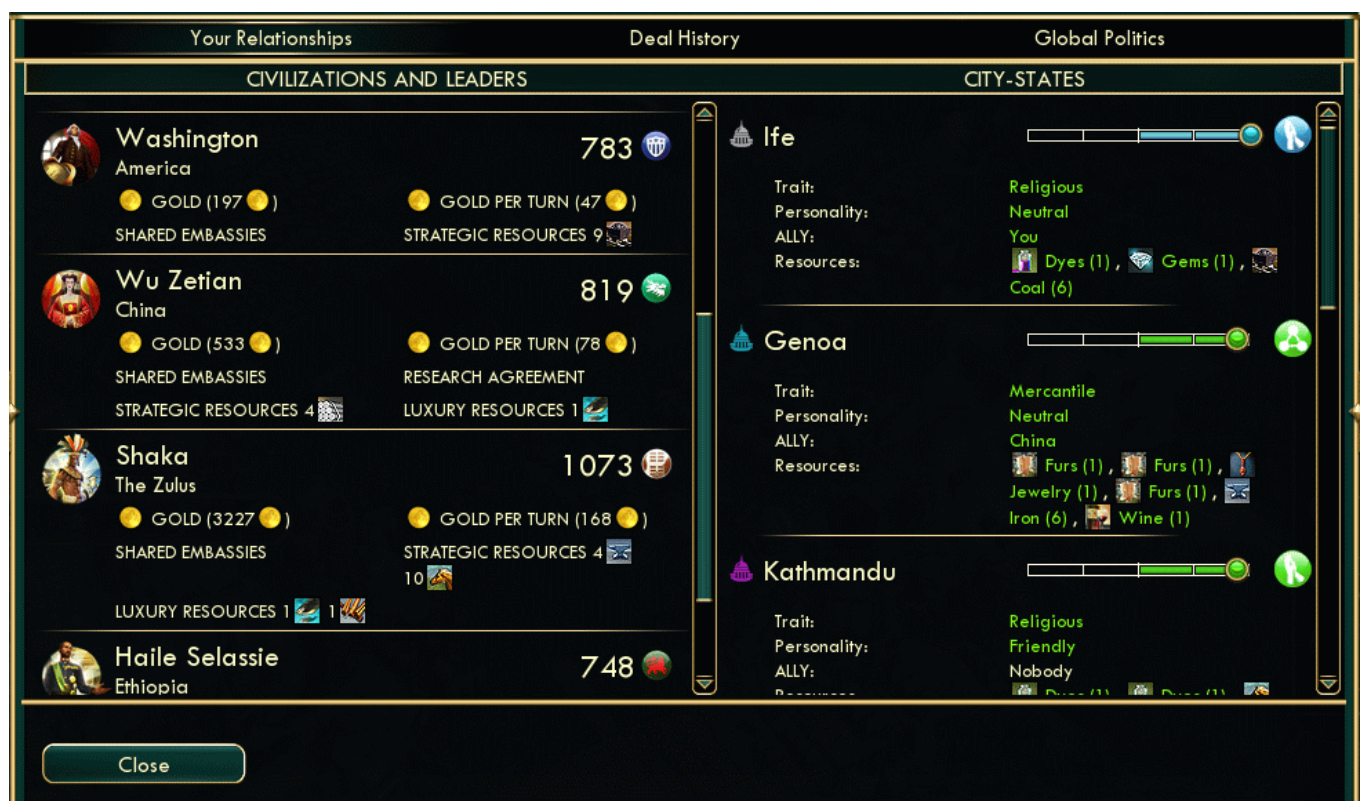 Your Relationships Deal History Global Politics
CIVILIZATIONS AND LEADERS CITY-STATES
Washington 783
America
GOLD (197 ) GOLD PER TURN (47 )
SHARED EMBASSIES STRATEGIC RESOURCES 9
Wu Zetian 819
China
GOLD (533 ) GOLD PER TURN (78 )
SHARED EMBASSIES RESEARCH AGREEMENT
STRATEGIC RESOURCES 4 LUXURY RESOURCES 1
Shaka 1073
The Zulus
GOLD (3227 ) GOLD PER TURN (168 )
SHARED EMBASSIES STRATEGIC RESOURCES 4
10
LUXURY RESOURCES 1 1
Haile Selassie 748
Ethiopia
Ife
Trait: Religious
Personality: Neutral
ALLY: You
Resources: Dyes (1) , Gems (1) ,
Coal (6)
Genoa
Trait: Mercantile
Personality: Neutral
ALLY: China
Resources: Furs (1) , Furs (1) ,
Jewelry (1) , Furs (1) ,
Iron (6) , Wine (1)
Kathmandu
Trait: Religious
Personality: Friendly
ALLY: Nobody
Resources: Dyes (1) , Dyes (1) ,
Close